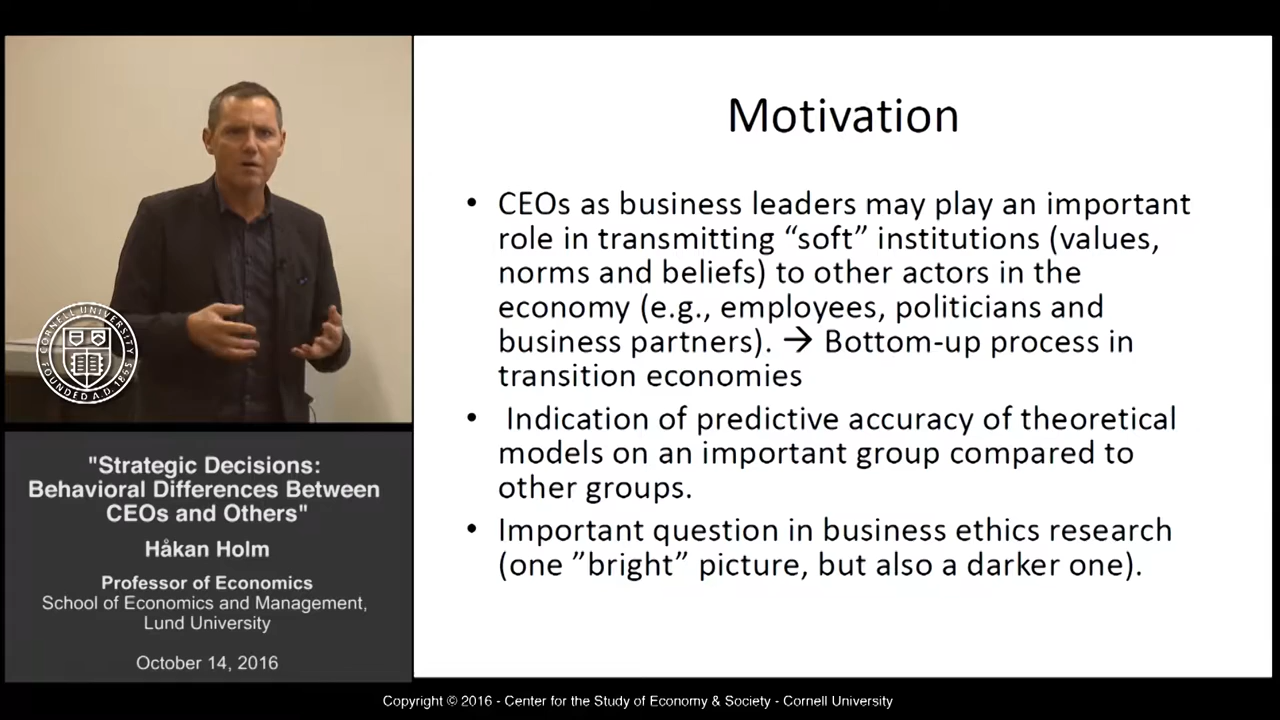 CORNELL UNIVERSITY
FOUNDED A.D. 1865
"Strategic Decisions:
Behavioral Differences Between
CEOs and Others"
Håkan Holm
Professor of Economics
School of Economics and Management,
Lund University
October 14, 2016
Motivation
• CEOs as business leaders may play an important
role in transmitting “soft” institutions (values,
norms and beliefs) to other actors in the
economy (e.g., employees, politicians and
business partners). → Bottom-up process in
transition economies
• Indication of predictive accuracy of theoretical
models on an important group compared to
other groups.
• Important question in business ethics research
(one ”bright” picture, but also a darker one).
Copyright © 2016 - Center for the Study of Economy & Society - Cornell University